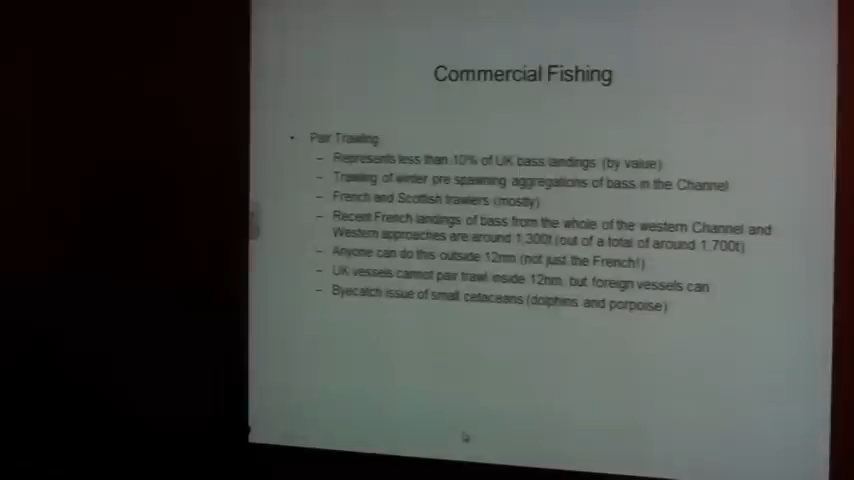 Commercial Fishing
• Pair Trawling
– Represents less than 10% of UK bass landings (by value)
– Trawling of winter pre spawning aggregations of bass in the Channel
– French and Scottish trawlers (mostly)
– Recent French landings of bass from the whole of the western Channel and
Western approaches are around 1,300t (out of a total of around 1,700t)
– Anyone can do this outside 12nm (not just the French!)
– UK vessels cannot pair trawl inside 12nm, but foreign vessels can
– Byecatch issue of small cetaceans (dolphins and porpoise)